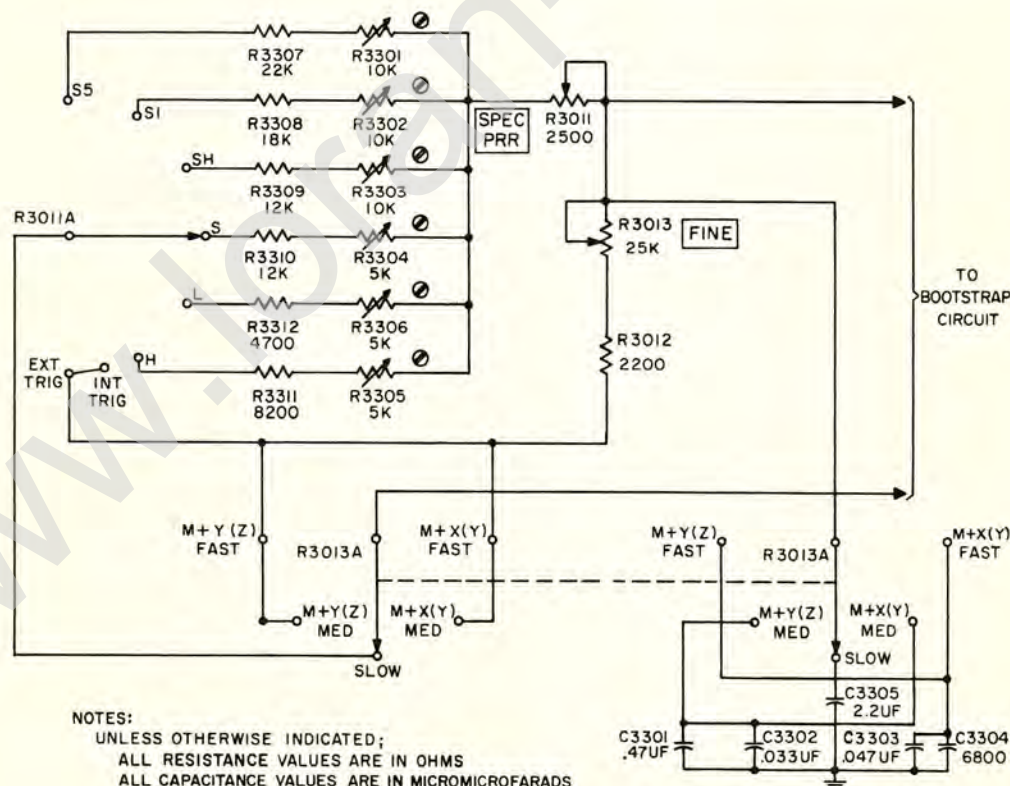 R3307
22K
R3301
10K
S5
S1
R3308
18K
R3302
10K
SPEC
PRR
R3011
2500
SH
R3309
12K
R3303
10K
R3011A
S
R3310
12K
R3304
5K
R3013
25K
FINE
L
R3312
4700
R3306
5K
TO
BOOTSTRAP
CIRCUIT
EXT
TRIG
INT
TRIG
H
R3311
8200
R3305
5K
R3012
2200
M+Y(Z)
FAST
R3013A
M+X(Y)
FAST
M+Y(Z)
FAST
R3013A
M+X(Y)
FAST
M+Y(Z)
MED
M+X(Y)
MED
SLOW
M+Y(Z)
MED
M+X(Y)
MED
SLOW
C3305
2.2UF
C3301
.47UF
C3302
.033UF
C3303
.047UF
C3304
6800
NOTES:
UNLESS OTHERWISE INDICATED;
ALL RESISTANCE VALUES ARE IN OHMS
ALL CAPACITANCE VALUES ARE IN MICROMICROFARADS
www.loran-